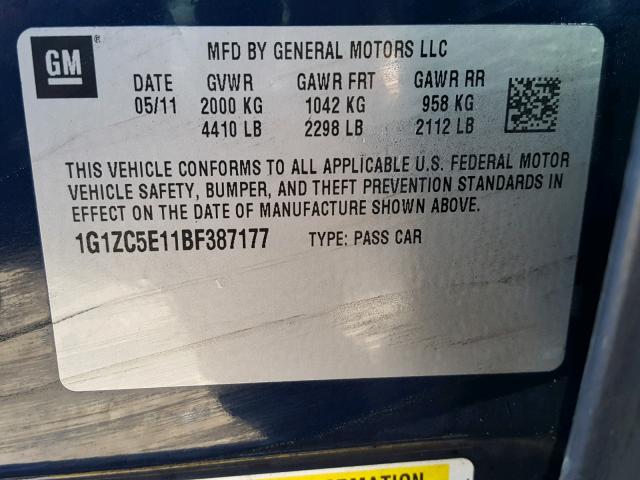 GM ®
MFD BY GENERAL MOTORS LLC
DATE GVWR GAWR FRT GAWR RR
05/11 2000 KG 1042 KG 958 KG
4410 LB 2298 LB 2112 LB
THIS VEHICLE CONFORMS TO ALL APPLICABLE U.S. FEDERAL MOTOR
VEHICLE SAFETY, BUMPER, AND THEFT PREVENTION STANDARDS IN
EFFECT ON THE DATE OF MANUFACTURE SHOWN ABOVE.
1G1ZC5E11BF387177 TYPE: PASS CAR